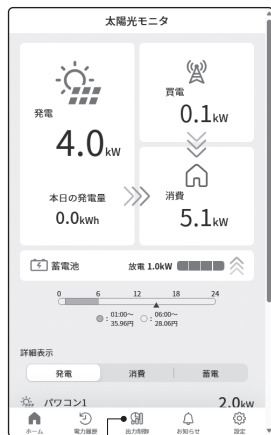 太陽光モニタ
発電
4.0kW
本日の発電量
0.0kWh
買電
0.1kW
消費
5.1kW
蓄電池
放電 1.0kW
0 6 12 18 24
: 01:00〜 35.96円
: 06:00〜 28.06円
詳細表示
発電 消費 蓄電
パワコン1 2.0kW
ホーム 電力履歴 出力制御 お知らせ 設定